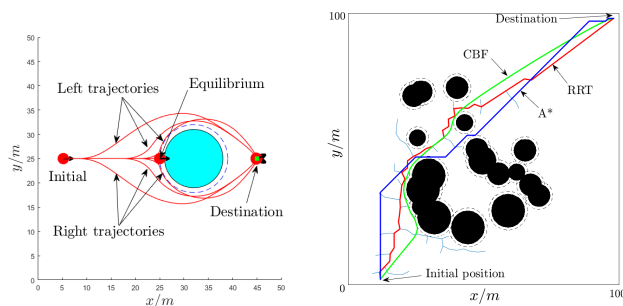 50
45
40
35
30
25
20
15
10
5
0
y/m
0 5 10 15 20 25 30 35 40 45 50
x/m
Left trajectories
Equilibrium
Initial
Right trajectories
Destination
100
y/m
0
x/m
100
Destination
CBF
RRT
A*
Initial position